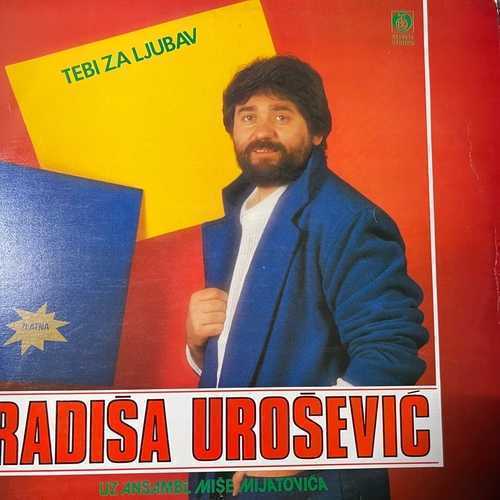 TEBI ZA LJUBAV
ZLATNA
RADIŠA UROŠEVIĆ
UZ ANSAMBL MIŠE MIJATOVIĆA